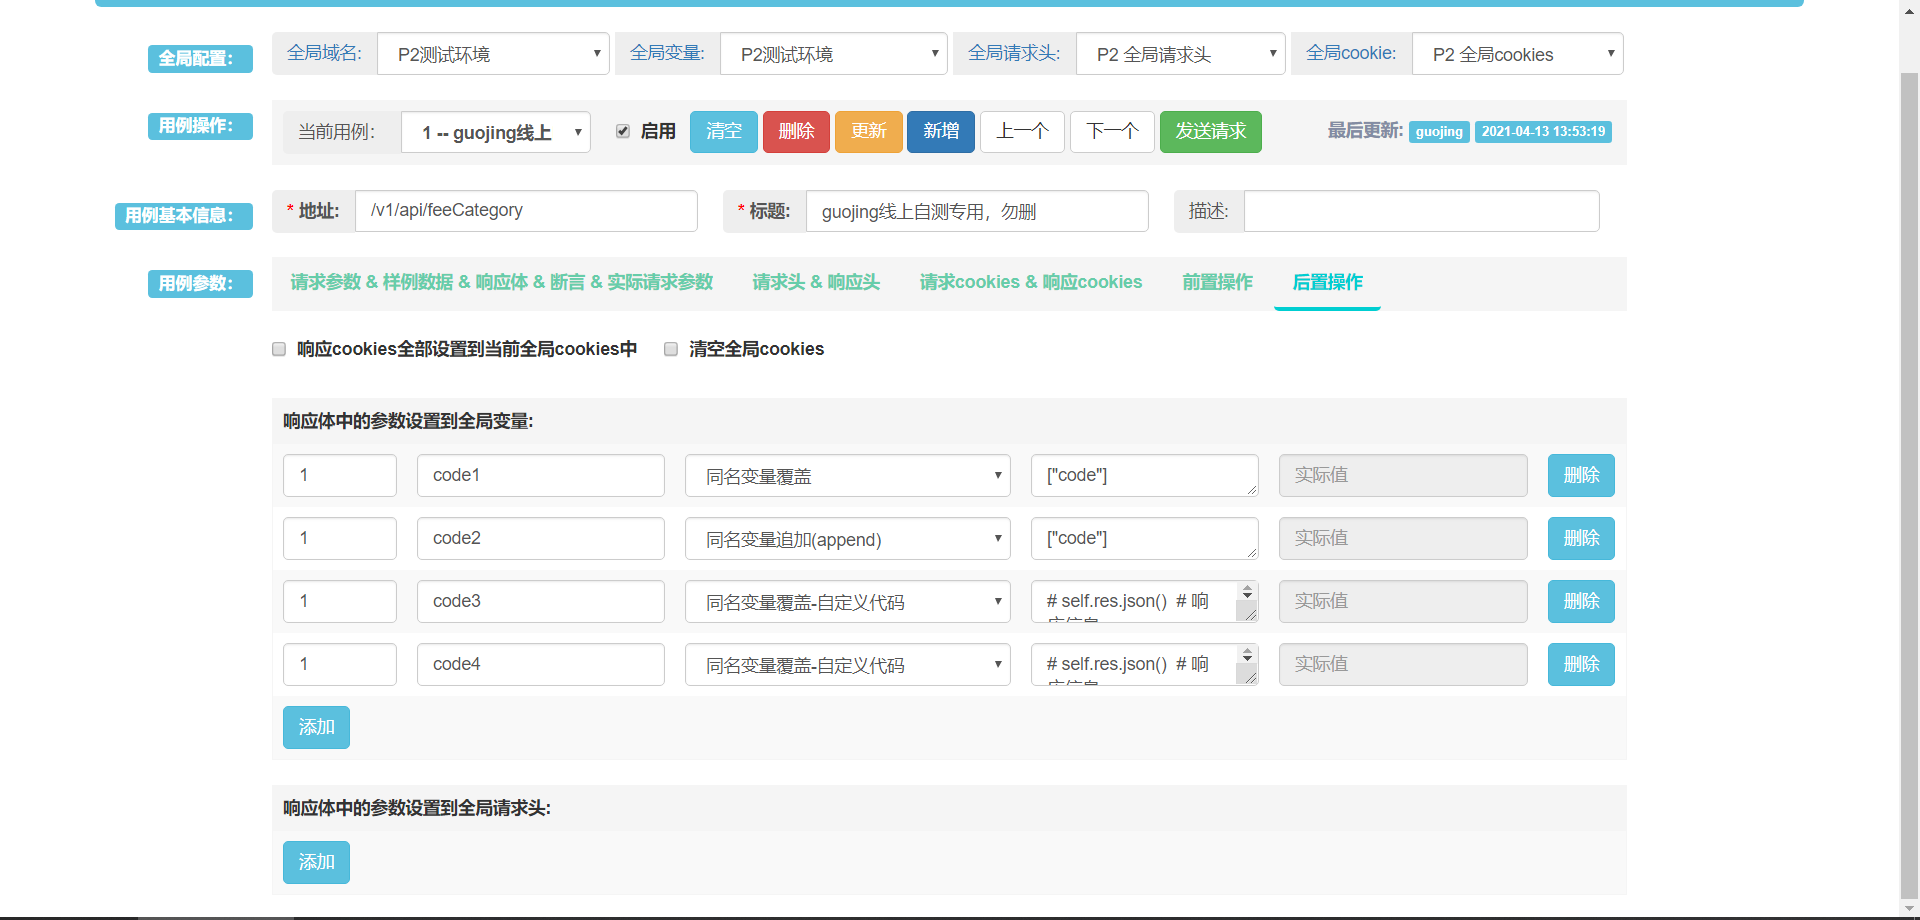 全局配置: 全局域名: P2测试环境 全局变量: P2测试环境 全局请求头: P2 全局请求头 全局cookie: P2 全局cookies
用例操作: 当前用例: 1 -- guojing线上 启用 清空 删除 更新 新增 上一个 下一个 发送请求 最后更新: guojing 2021-04-13 13:53:19
用例基本信息: * 地址: /v1/api/feeCategory * 标题: guojing线上自测专用，勿删 描述:
用例参数: 请求参数 & 样例数据 & 响应体 & 断言 & 实际请求参数 请求头 & 响应头 请求cookies & 响应cookies 前置操作 后置操作
响应cookies全部设置到当前全局cookies中 清空全局cookies
响应体中的参数设置到全局变量:
1 code1 同名变量覆盖 ["code"] 实际值 删除
1 code2 同名变量追加(append) ["code"] 实际值 删除
1 code3 同名变量覆盖-自定义代码 # self.res.json() # 响 实际值 删除
1 code4 同名变量覆盖-自定义代码 # self.res.json() # 响 实际值 删除
添加
响应体中的参数设置到全局请求头:
添加